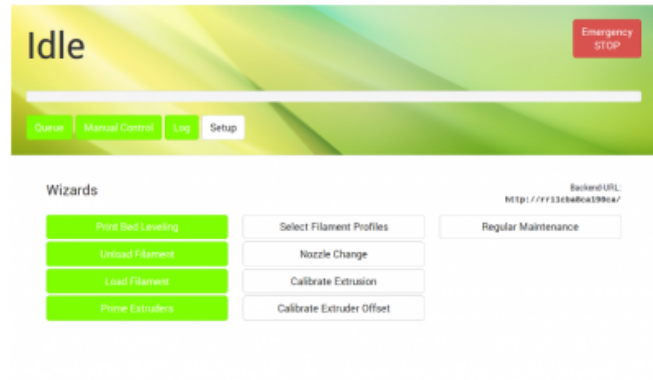 Idle
Emergency
STOP
Queue Manual Control Log Setup
Wizards
Backend-URL:
Print Bed Leveling Select Filament Profiles Regular Maintenance
Unload Filament Nozzle Change
Load Filament Calibrate Extrusion
Prime Extruders Calibrate Extruder Offset